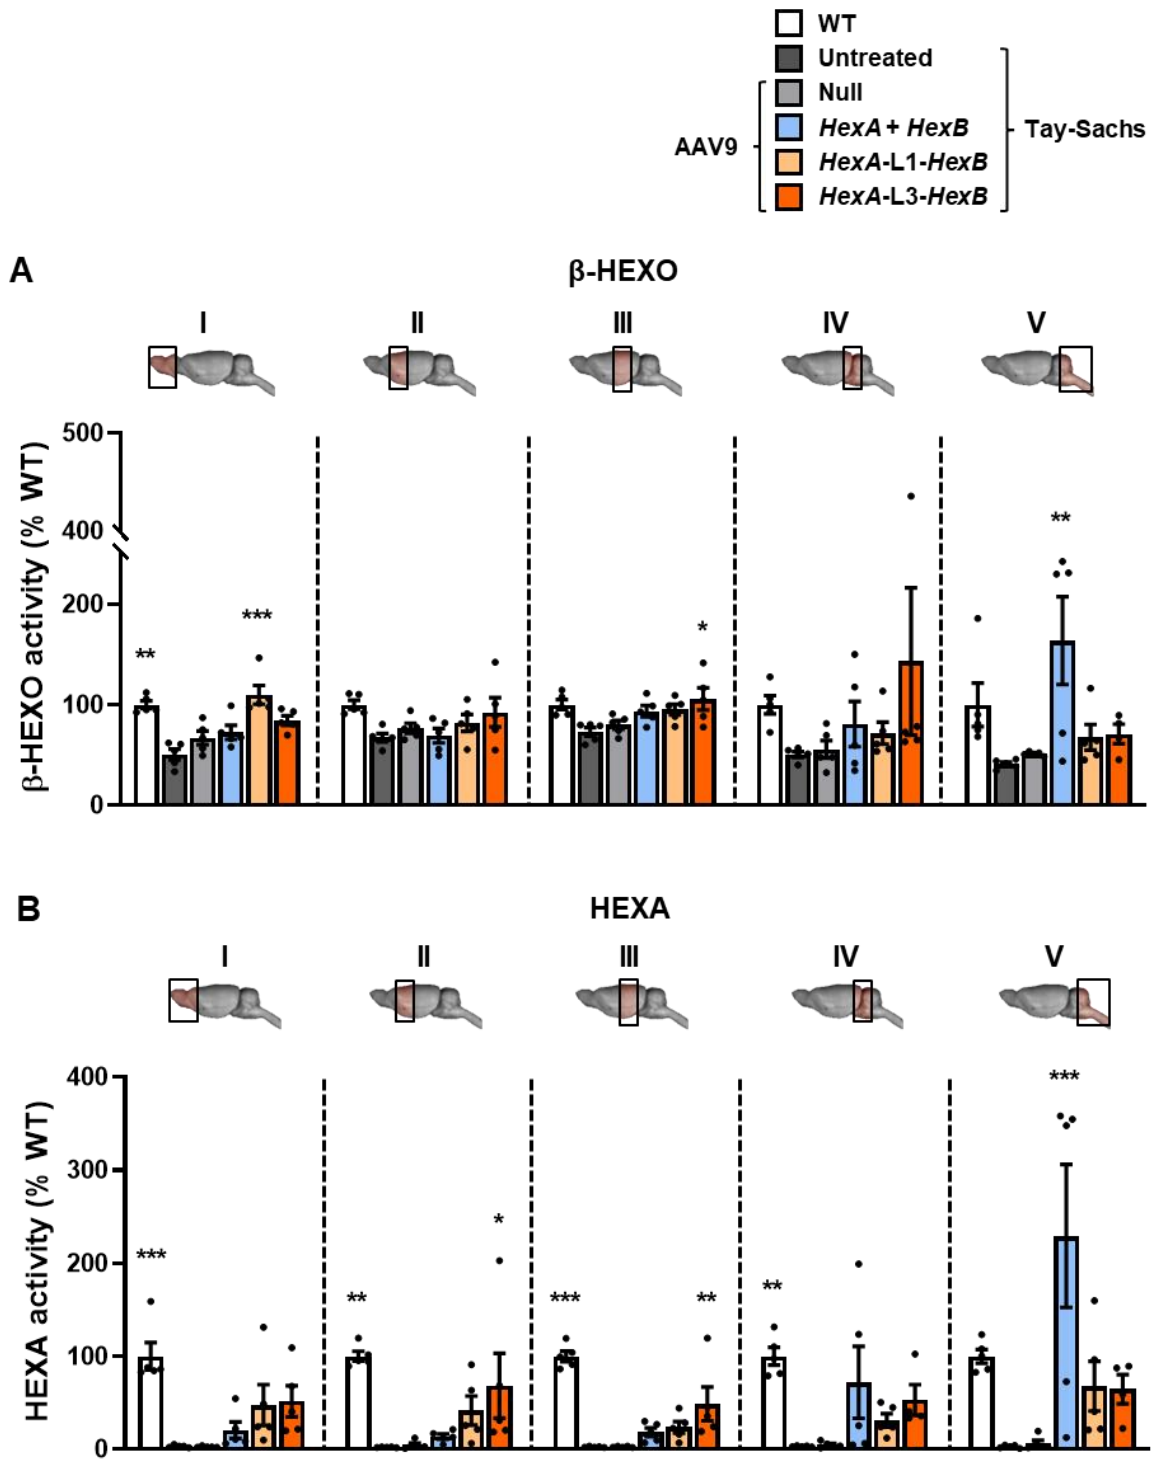 WT
Untreated
Null
HexA + HexB
HexA-L1-HexB
HexA-L3-HexB
AAV9
Tay-Sachs
A
β-HEXO
I II III IV V
β-HEXO activity (% WT)
500
400
200
100
0
** *** * **
B
HEXA
I II III IV V
HEXA activity (% WT)
400
300
200
100
0
*** ** * *** ** ** ***